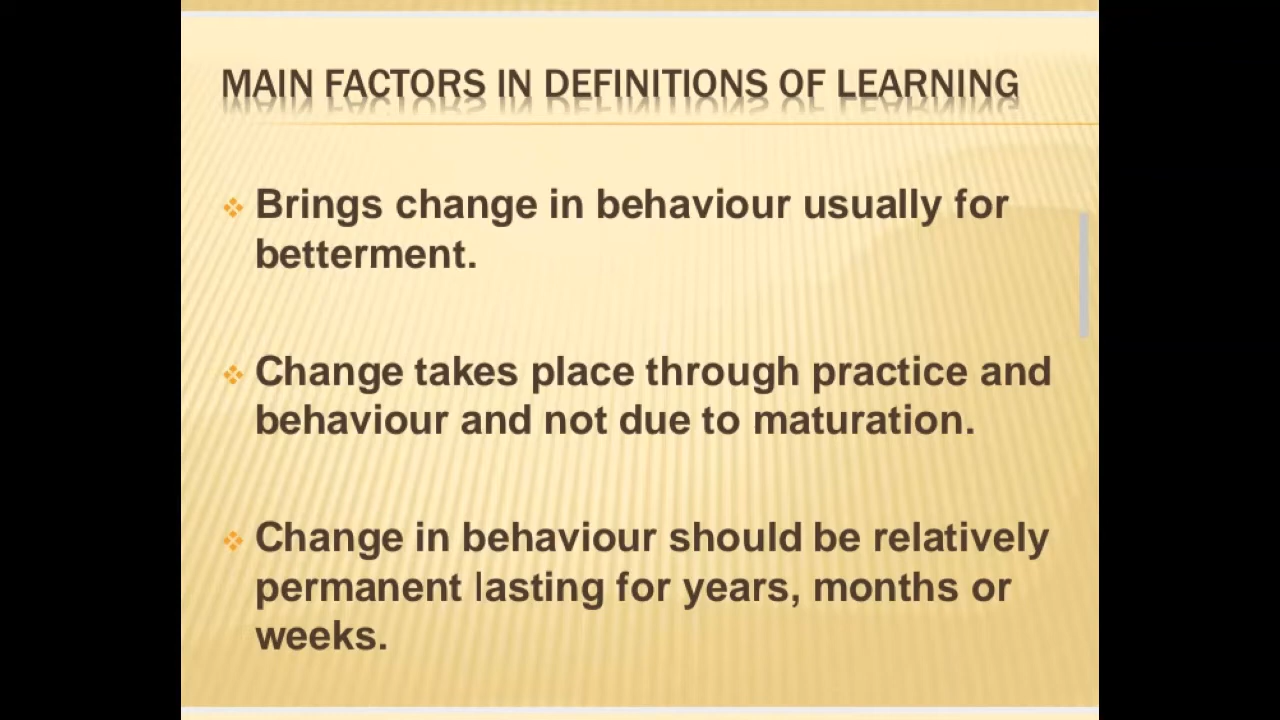 MAIN FACTORS IN DEFINITIONS OF LEARNING
Brings change in behaviour usually for
betterment.
Change takes place through practice and
behaviour and not due to maturation.
Change in behaviour should be relatively
permanent lasting for years, months or
weeks.